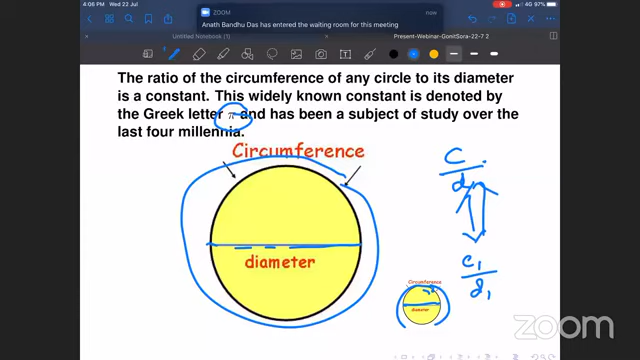 4:06 PM Wed 22 Jul
4G 97%
ZOOM
now
Anath Bandhu Das has entered the waiting room for this meeting
Untitled Notebook (1)
Present-Webinar-GonitSora-22-7 2
The ratio of the circumference of any circle to its diameter
is a constant. This widely known constant is denoted by
the Greek letter π and has been a subject of study over the
last four millennia.
Circumference
C
d
diameter
C1
d1
Circumference
diameter
zoom